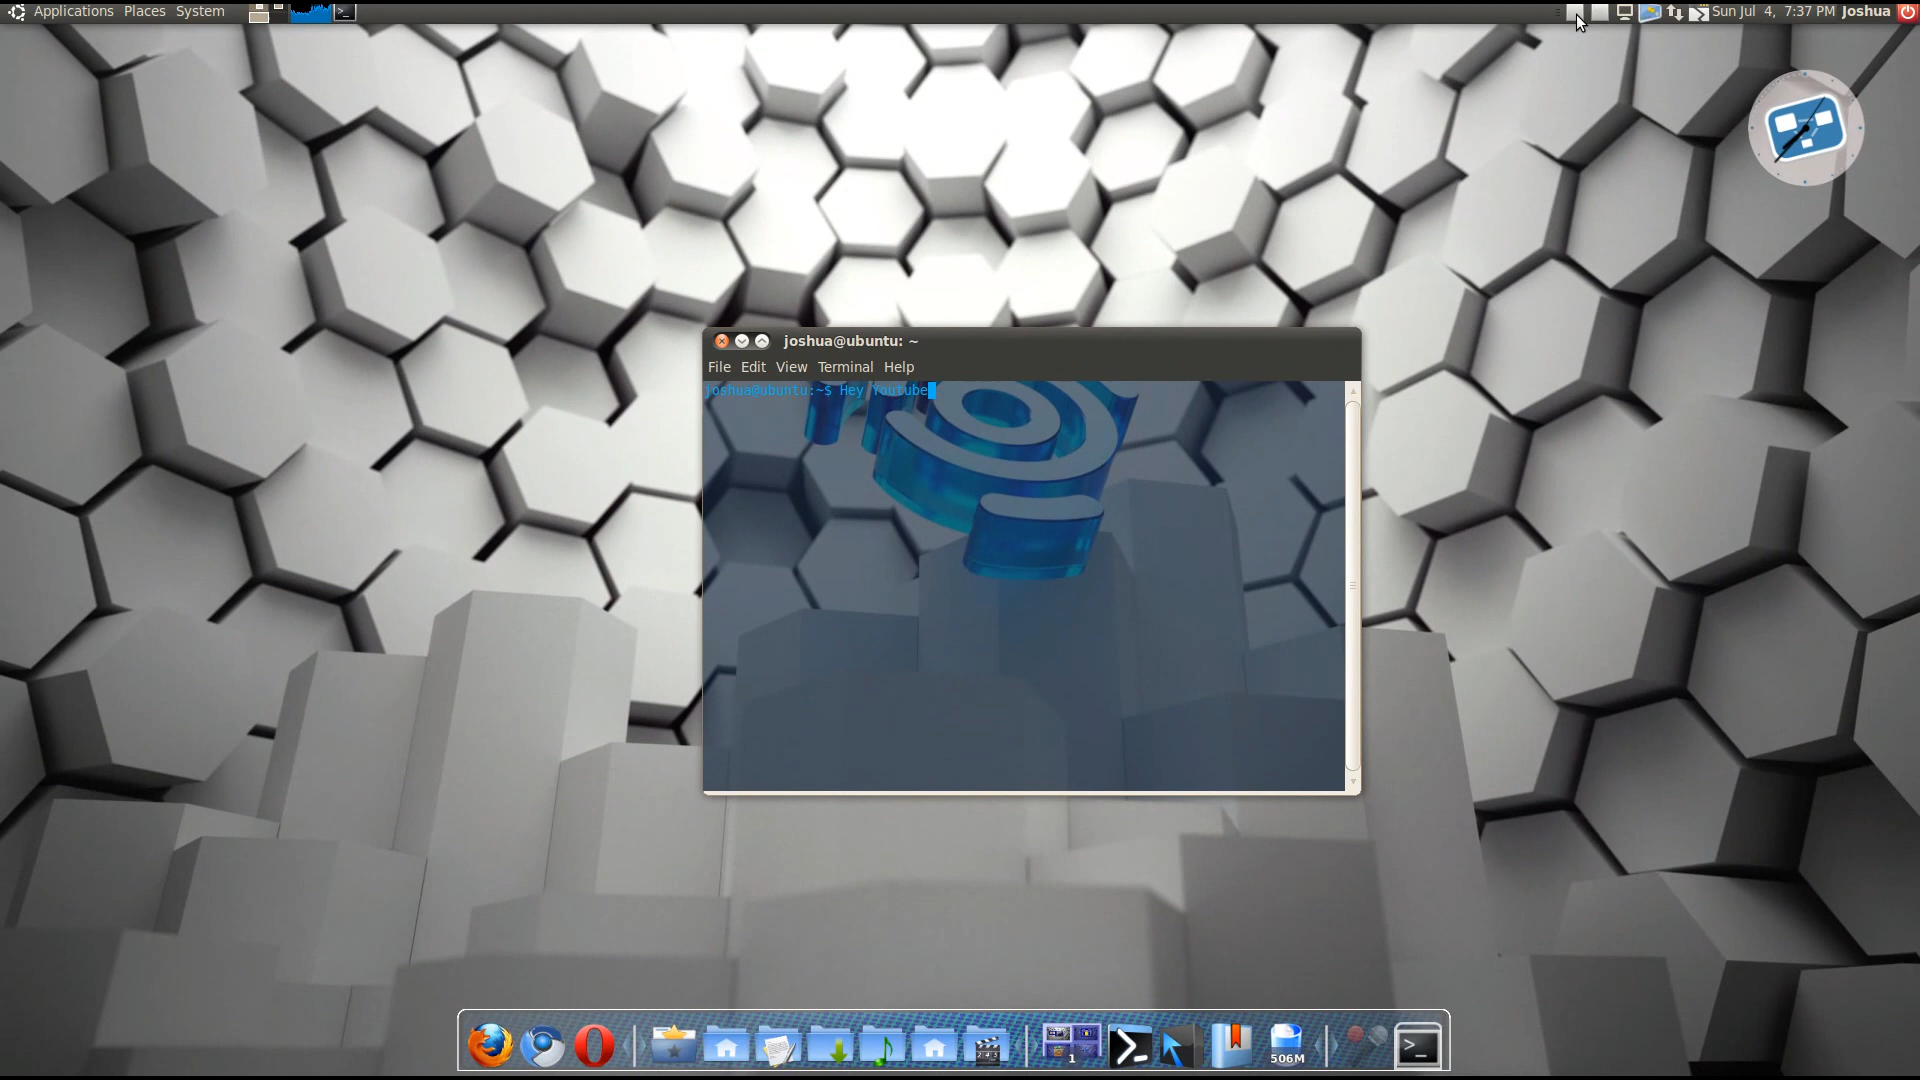 Applications Places System
Sun Jul 4, 7:37 PM Joshua
joshua@ubuntu: ~
File Edit View Terminal Help
joshua@ubuntu:~$ Hey Youtube
1
506M